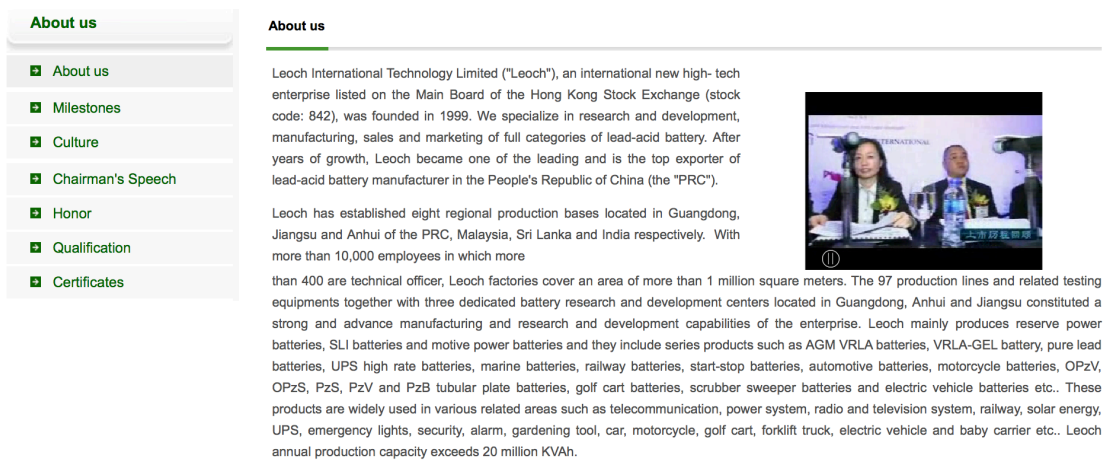 About us
About us
Milestones
Culture
Chairman's Speech
Honor
Qualification
Certificates
About us
Leoch International Technology Limited ("Leoch"), an international new high- tech
enterprise listed on the Main Board of the Hong Kong Stock Exchange (stock
code: 842), was founded in 1999. We specialize in research and development,
manufacturing, sales and marketing of full categories of lead-acid battery. After
years of growth, Leoch became one of the leading and is the top exporter of
lead-acid battery manufacturer in the People's Republic of China (the "PRC").
Leoch has established eight regional production bases located in Guangdong,
Jiangsu and Anhui of the PRC, Malaysia, Sri Lanka and India respectively. With
more than 10,000 employees in which more
INTERNATIONAL
上市历程回顾
than 400 are technical officer, Leoch factories cover an area of more than 1 million square meters. The 97 production lines and related testing
equipments together with three dedicated battery research and development centers located in Guangdong, Anhui and Jiangsu constituted a
strong and advance manufacturing and research and development capabilities of the enterprise. Leoch mainly produces reserve power
batteries, SLI batteries and motive power batteries and they include series products such as AGM VRLA batteries, VRLA-GEL battery, pure lead
batteries, UPS high rate batteries, marine batteries, railway batteries, start-stop batteries, automotive batteries, motorcycle batteries, OPzV,
OPzS, PzS, PzV and PzB tubular plate batteries, golf cart batteries, scrubber sweeper batteries and electric vehicle batteries etc.. These
products are widely used in various related areas such as telecommunication, power system, radio and television system, railway, solar energy,
UPS, emergency lights, security, alarm, gardening tool, car, motorcycle, golf cart, forklift truck, electric vehicle and baby carrier etc.. Leoch
annual production capacity exceeds 20 million KVAh.